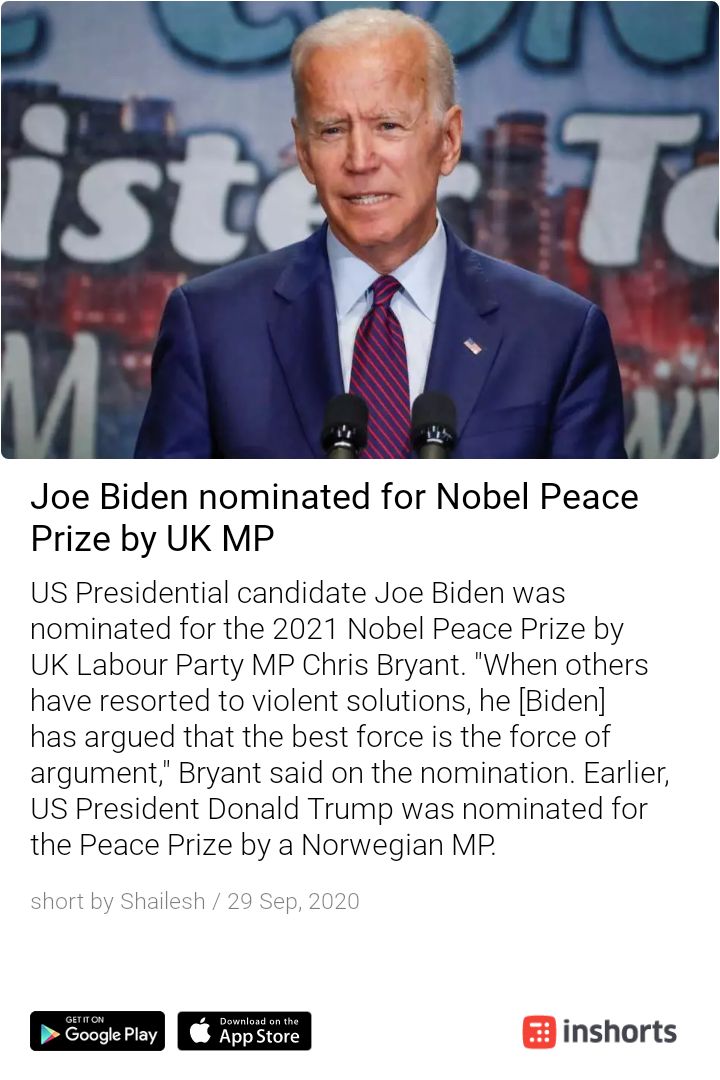 ister To
Joe Biden nominated for Nobel Peace
Prize by UK MP
US Presidential candidate Joe Biden was
nominated for the 2021 Nobel Peace Prize by
UK Labour Party MP Chris Bryant. "When others
have resorted to violent solutions, he [Biden]
has argued that the best force is the force of
argument," Bryant said on the nomination. Earlier,
US President Donald Trump was nominated for
the Peace Prize by a Norwegian MP.
short by Shailesh / 29 Sep, 2020
GET IT ON
Google Play
Download on the
App Store
inshorts